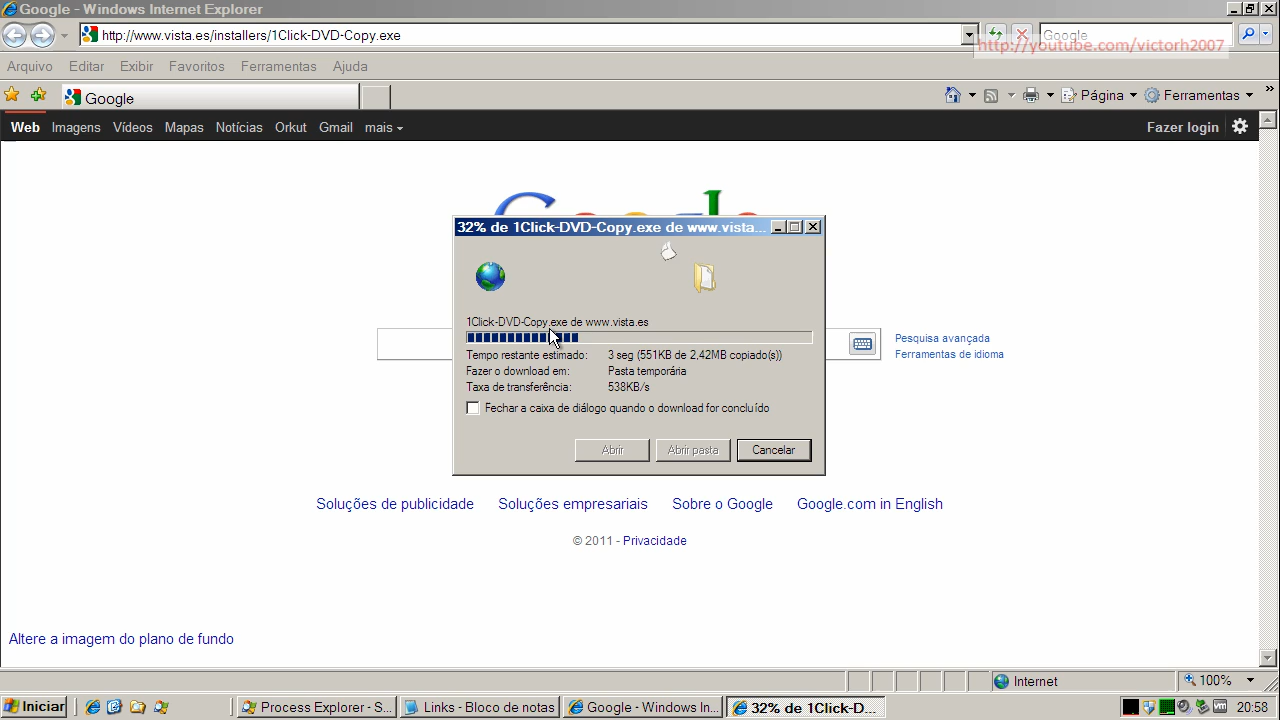 Google - Windows Internet Explorer
http://www.vista.es/installers/1Click-DVD-Copy.exe
Google
http://youtube.com/victorh2007
Arquivo Editar Exibir Favoritos Ferramentas Ajuda
Google
Página Ferramentas »
Web Imagens Vídeos Mapas Notícias Orkut Gmail mais
Fazer login
32% de 1Click-DVD-Copy.exe de www.vista...
1Click-DVD-Copy.exe de www.vista.es
Tempo restante estimado: 3 seg (551KB de 2,42MB copiado(s))
Fazer o download em: Pasta temporária
Taxa de transferência: 538KB/s
Fechar a caixa de diálogo quando o download for concluído
Abrir Abrir pasta Cancelar
Pesquisa avançada
Ferramentas de idioma
Soluções de publicidade Soluções empresariais Sobre o Google Google.com in English
© 2011 - Privacidade
Altere a imagem do plano de fundo
Internet 100%
Iniciar Process Explorer - S... Links - Bloco de notas Google - Windows In... 32% de 1Click-D... 20:58